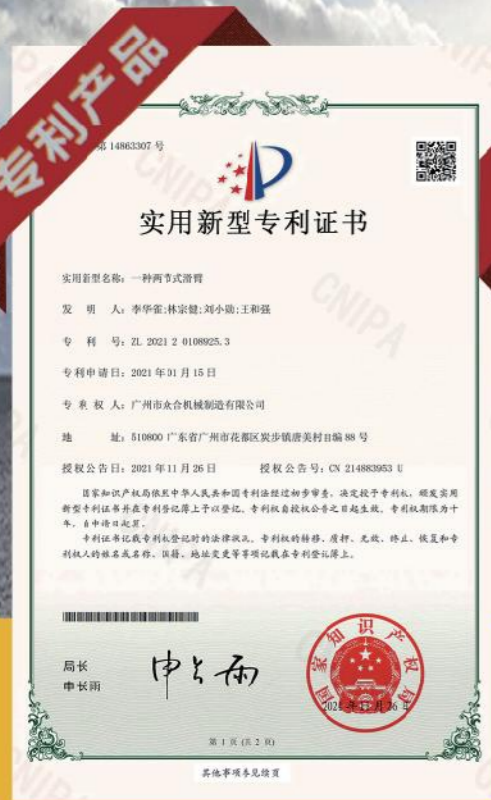 专利产品
第 14863307 号
实用新型专利证书
实用新型名称：一种两节式滑臂
发 明 人：李华雀;林宗健;刘小勋;王和强
专 利 号：ZL 2021 2 0108925.3
专利申请日：2021 年 01 月 15 日
专 利 权 人：广州市众合机械制造有限公司
地 址：510800 广东省广州市花都区炭步镇唐美村自编 88 号
授权公告日：2021 年 11 月 26 日 授权公告号：CN 214883953 U
国家知识产权局依照中华人民共和国专利法经过初步审查，决定授予专利权，颁发实用
新型专利证书并在专利登记簿上予以登记。专利权自授权公告之日起生效。专利权期限为十
年，自申请日起算。
专利证书记载专利权登记时的法律状况。专利权的转移、质押、无效、终止、恢复和专
利权人的姓名或名称、国籍、地址变更等事项记载在专利登记簿上。
局长
申长雨
申长雨
国家知识产权局
2021 年 11 月 26 日
第 1 页 (共 2 页)
其他事项参见续页
CNIPA